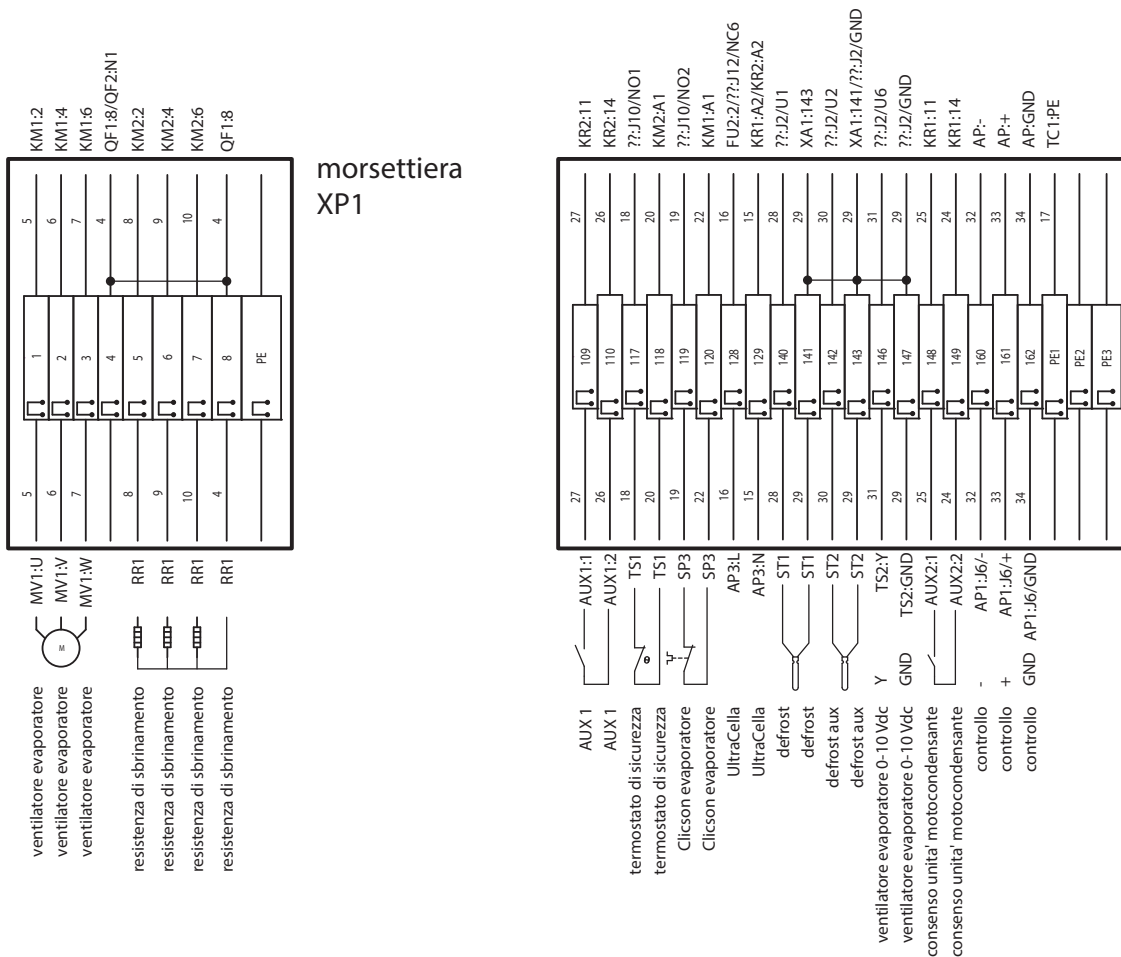 KM1:2
KM1:4
KM1:6
QF1:8/QF2:N1
KM2:2
KM2:4
KM2:6
QF1:8
morsettiera
XP1
5
6
7
4
8
9
10
4
1
2
3
4
5
6
7
8
PE
5
6
7
8
9
10
4
MV1:U
MV1:V
MV1:W
RR1
RR1
RR1
RR1
M
ventilatore evaporatore
ventilatore evaporatore
ventilatore evaporatore
resistenza di sbrinamento
resistenza di sbrinamento
resistenza di sbrinamento
resistenza di sbrinamento
KR2:11
KR2:14
??:J10/NO1
KM2:A1
??:J10/NO2
KM1:A1
FU2:2/??:J12/NC6
KR1:A2/KR2:A2
??:J2/U1
XA1:143
??:J2/U2
XA1:141/??:J2/GND
??:J2/U6
??:J2/GND
KR1:11
KR1:14
AP:-
AP:+
AP:GND
TC1:PE
27
26
18
20
19
22
16
15
28
29
30
29
31
29
25
24
32
33
34
17
109
110
117
118
119
120
128
129
140
141
142
143
146
147
148
149
160
161
162
PE1
PE2
PE3
27
26
18
20
19
22
16
15
28
29
30
29
31
29
25
24
32
33
34
AUX1:1
AUX1:2
TS1
TS1
SP3
SP3
AP3:L
AP3:N
ST1
ST1
ST2
ST2
TS2:Y
TS2:GND
AUX2:1
AUX2:2
AP1:J6/-
AP1:J6/+
AP1:J6/GND
θ
Y
GND
-
+
GND
AUX 1
AUX 1
termostato di sicurezza
termostato di sicurezza
Clicson evaporatore
Clicson evaporatore
UltraCella
UltraCella
defrost
defrost
defrost aux
defrost aux
ventilatore evaporatore 0-10 Vdc
ventilatore evaporatore 0-10 Vdc
consenso unita' motocondensante
consenso unita' motocondensante
controllo
controllo
controllo